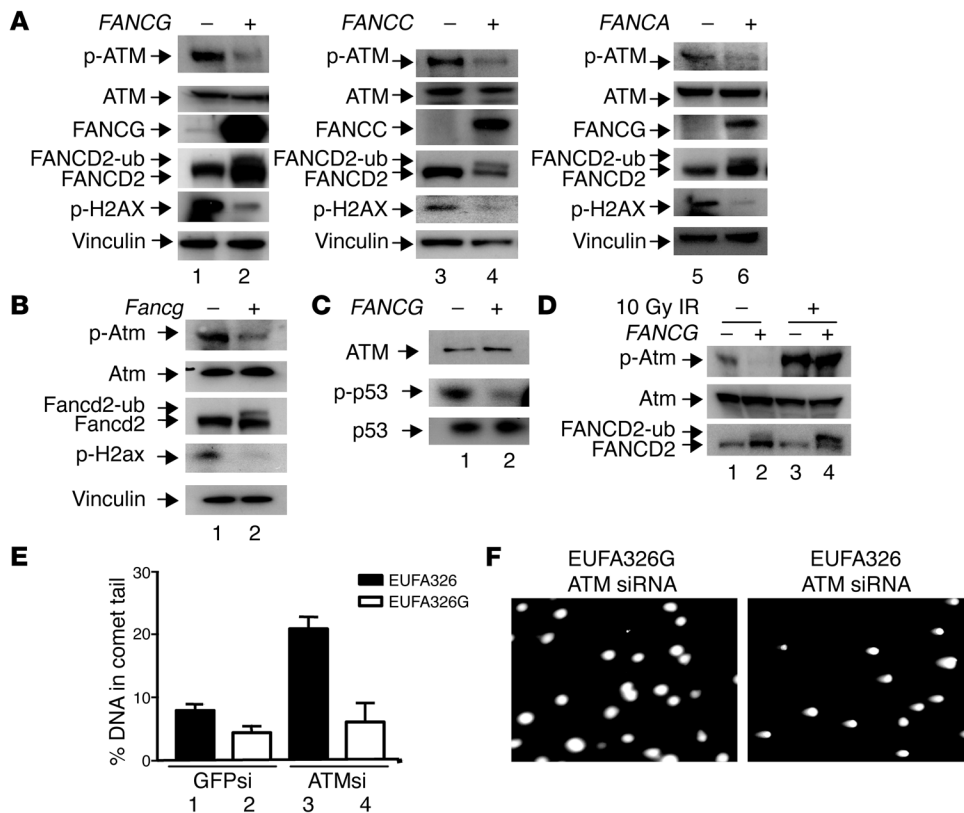 A
FANCG − +
p-ATM
ATM
FANCG
FANCD2-ub
FANCD2
p-H2AX
Vinculin
1 2
FANCC − +
p-ATM
ATM
FANCC
FANCD2-ub
FANCD2
p-H2AX
Vinculin
3 4
FANCA − +
p-ATM
ATM
FANCG
FANCD2-ub
FANCD2
p-H2AX
Vinculin
5 6
B
Fancg − +
p-Atm
Atm
Fancd2-ub
Fancd2
p-H2ax
Vinculin
1 2
C
FANCG − +
ATM
p-p53
p53
1 2
D
10 Gy IR − +
FANCG − + − +
p-Atm
Atm
FANCD2-ub
FANCD2
1 2 3 4
E
% DNA in comet tail
30
20
10
0
EUFA326
EUFA326G
GFPsi ATMsi
1 2 3 4
F
EUFA326G
ATM siRNA
EUFA326
ATM siRNA